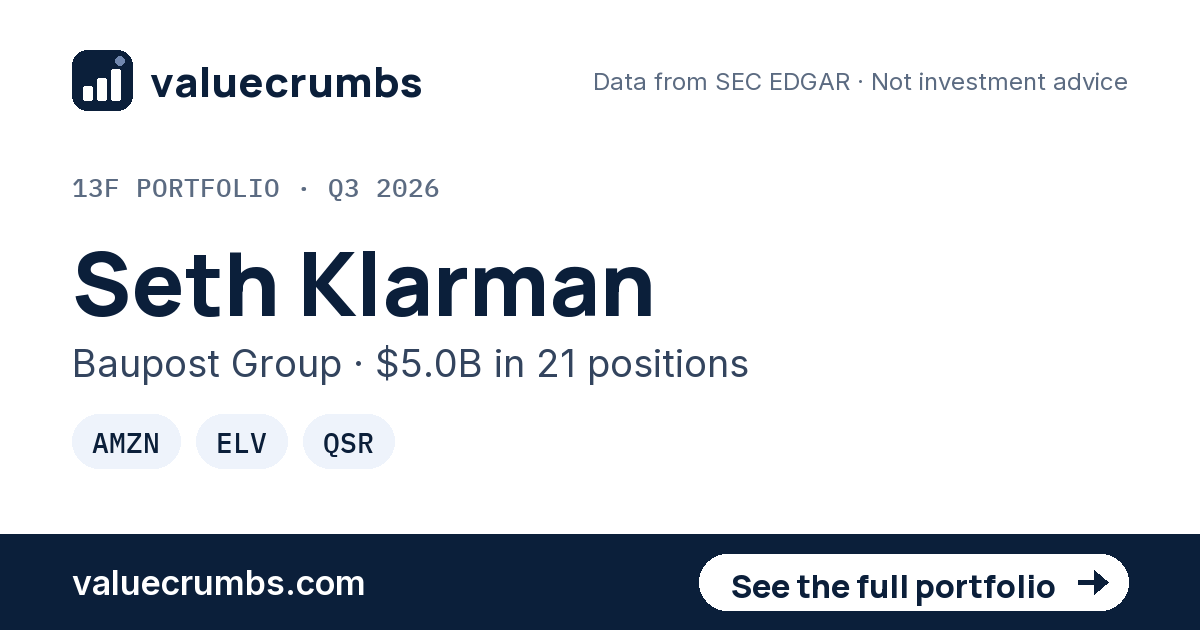 valuecrumbs
Data from SEC EDGAR · Not investment advice
13F PORTFOLIO · Q3 2026
Seth Klarman
Baupost Group · $5.0B in 21 positions
AMZN ELV QSR
valuecrumbs.com
See the full portfolio →